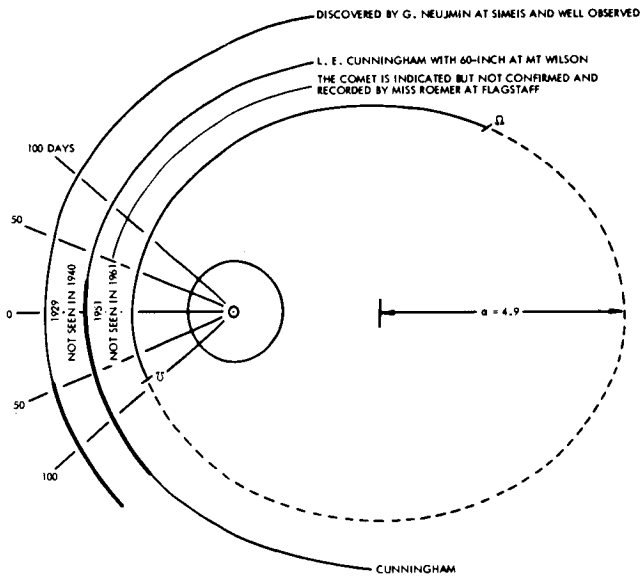 DISCOVERED BY G. NEUJMIN AT SIMEIS AND WELL OBSERVED
L. E. CUNNINGHAM WITH 60-INCH AT MT WILSON
THE COMET IS INDICATED BUT NOT CONFIRMED AND
RECORDED BY MISS ROEMER AT FLAGSTAFF
Ω
100 DAYS
50
0
1929
NOT SEEN IN 1940
1951
NOT SEEN IN 1961
a = 4.9
℧
50
100
CUNNINGHAM